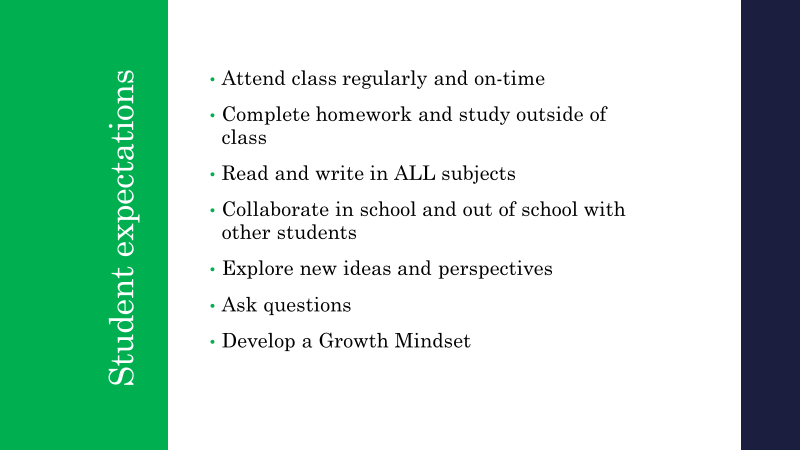 Student expectations
• Attend class regularly and on-time
• Complete homework and study outside of
class
• Read and write in ALL subjects
• Collaborate in school and out of school with
other students
• Explore new ideas and perspectives
• Ask questions
• Develop a Growth Mindset